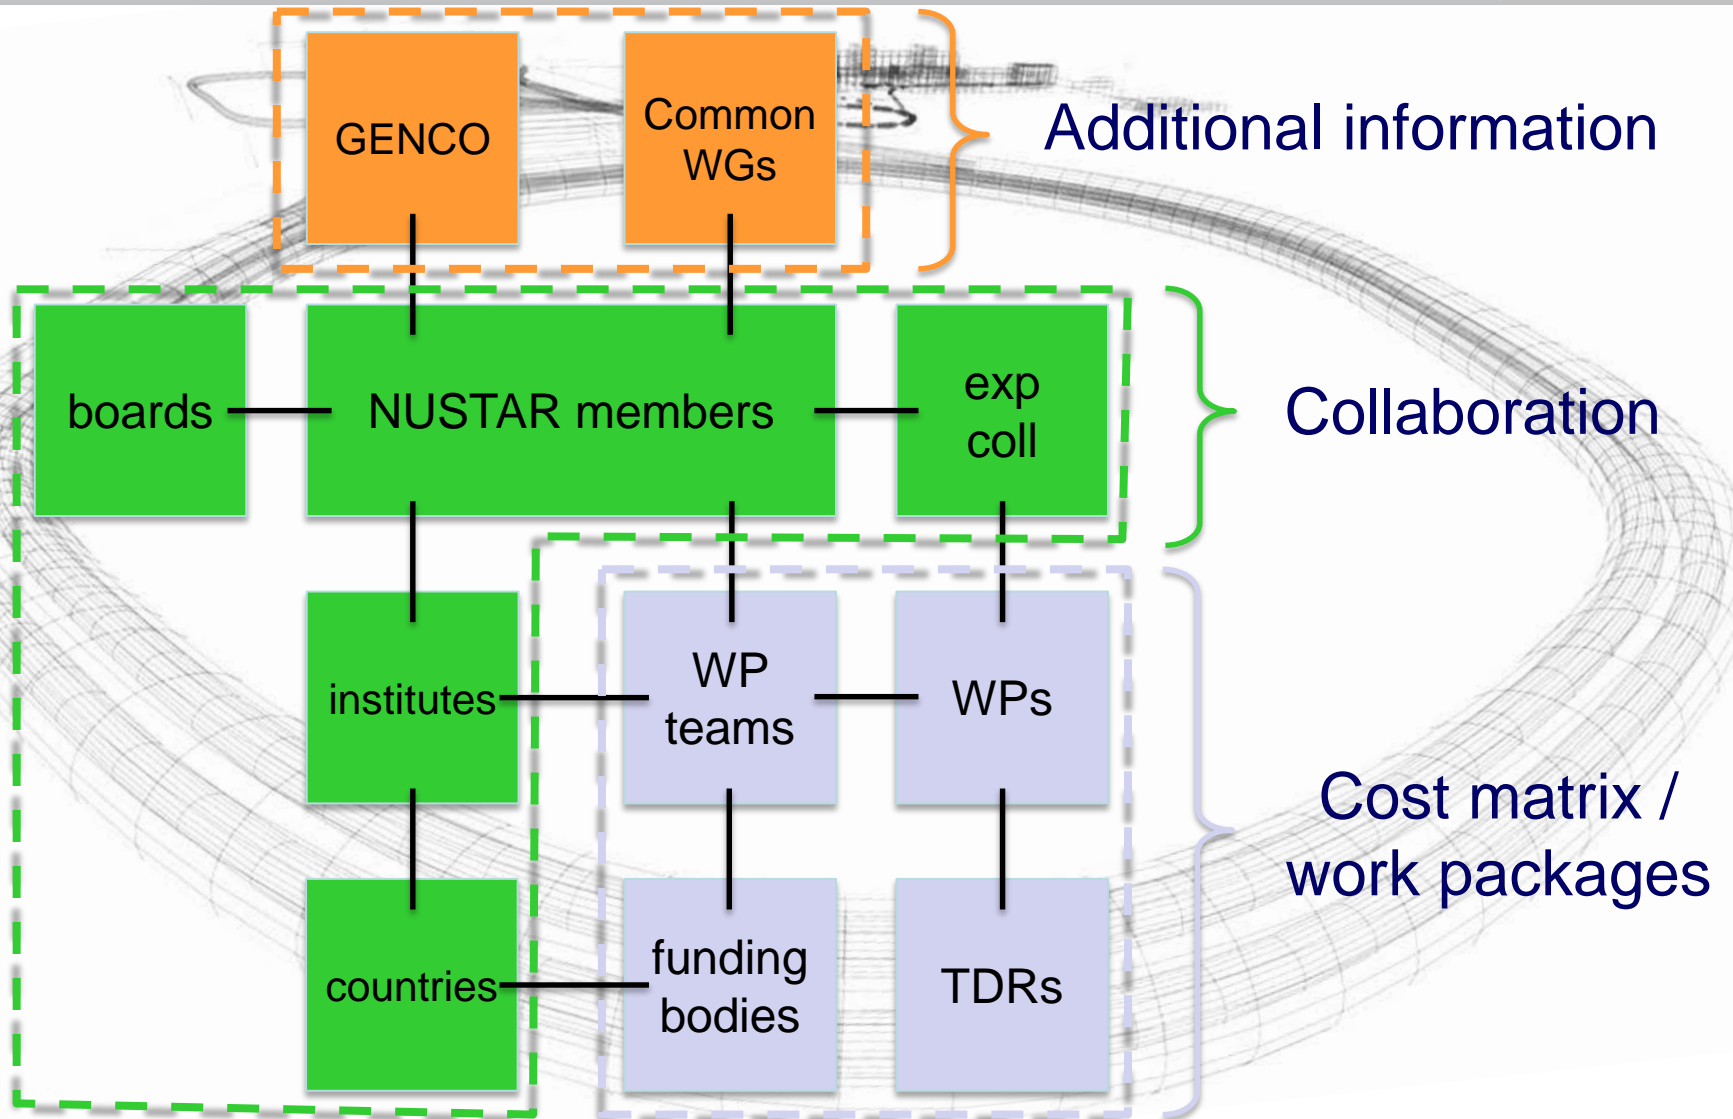 GENCO
Common
WGs
Additional information
boards
NUSTAR members
exp
coll
Collaboration
institutes
WP
teams
WPs
Cost matrix /
work packages
countries
funding
bodies
TDRs